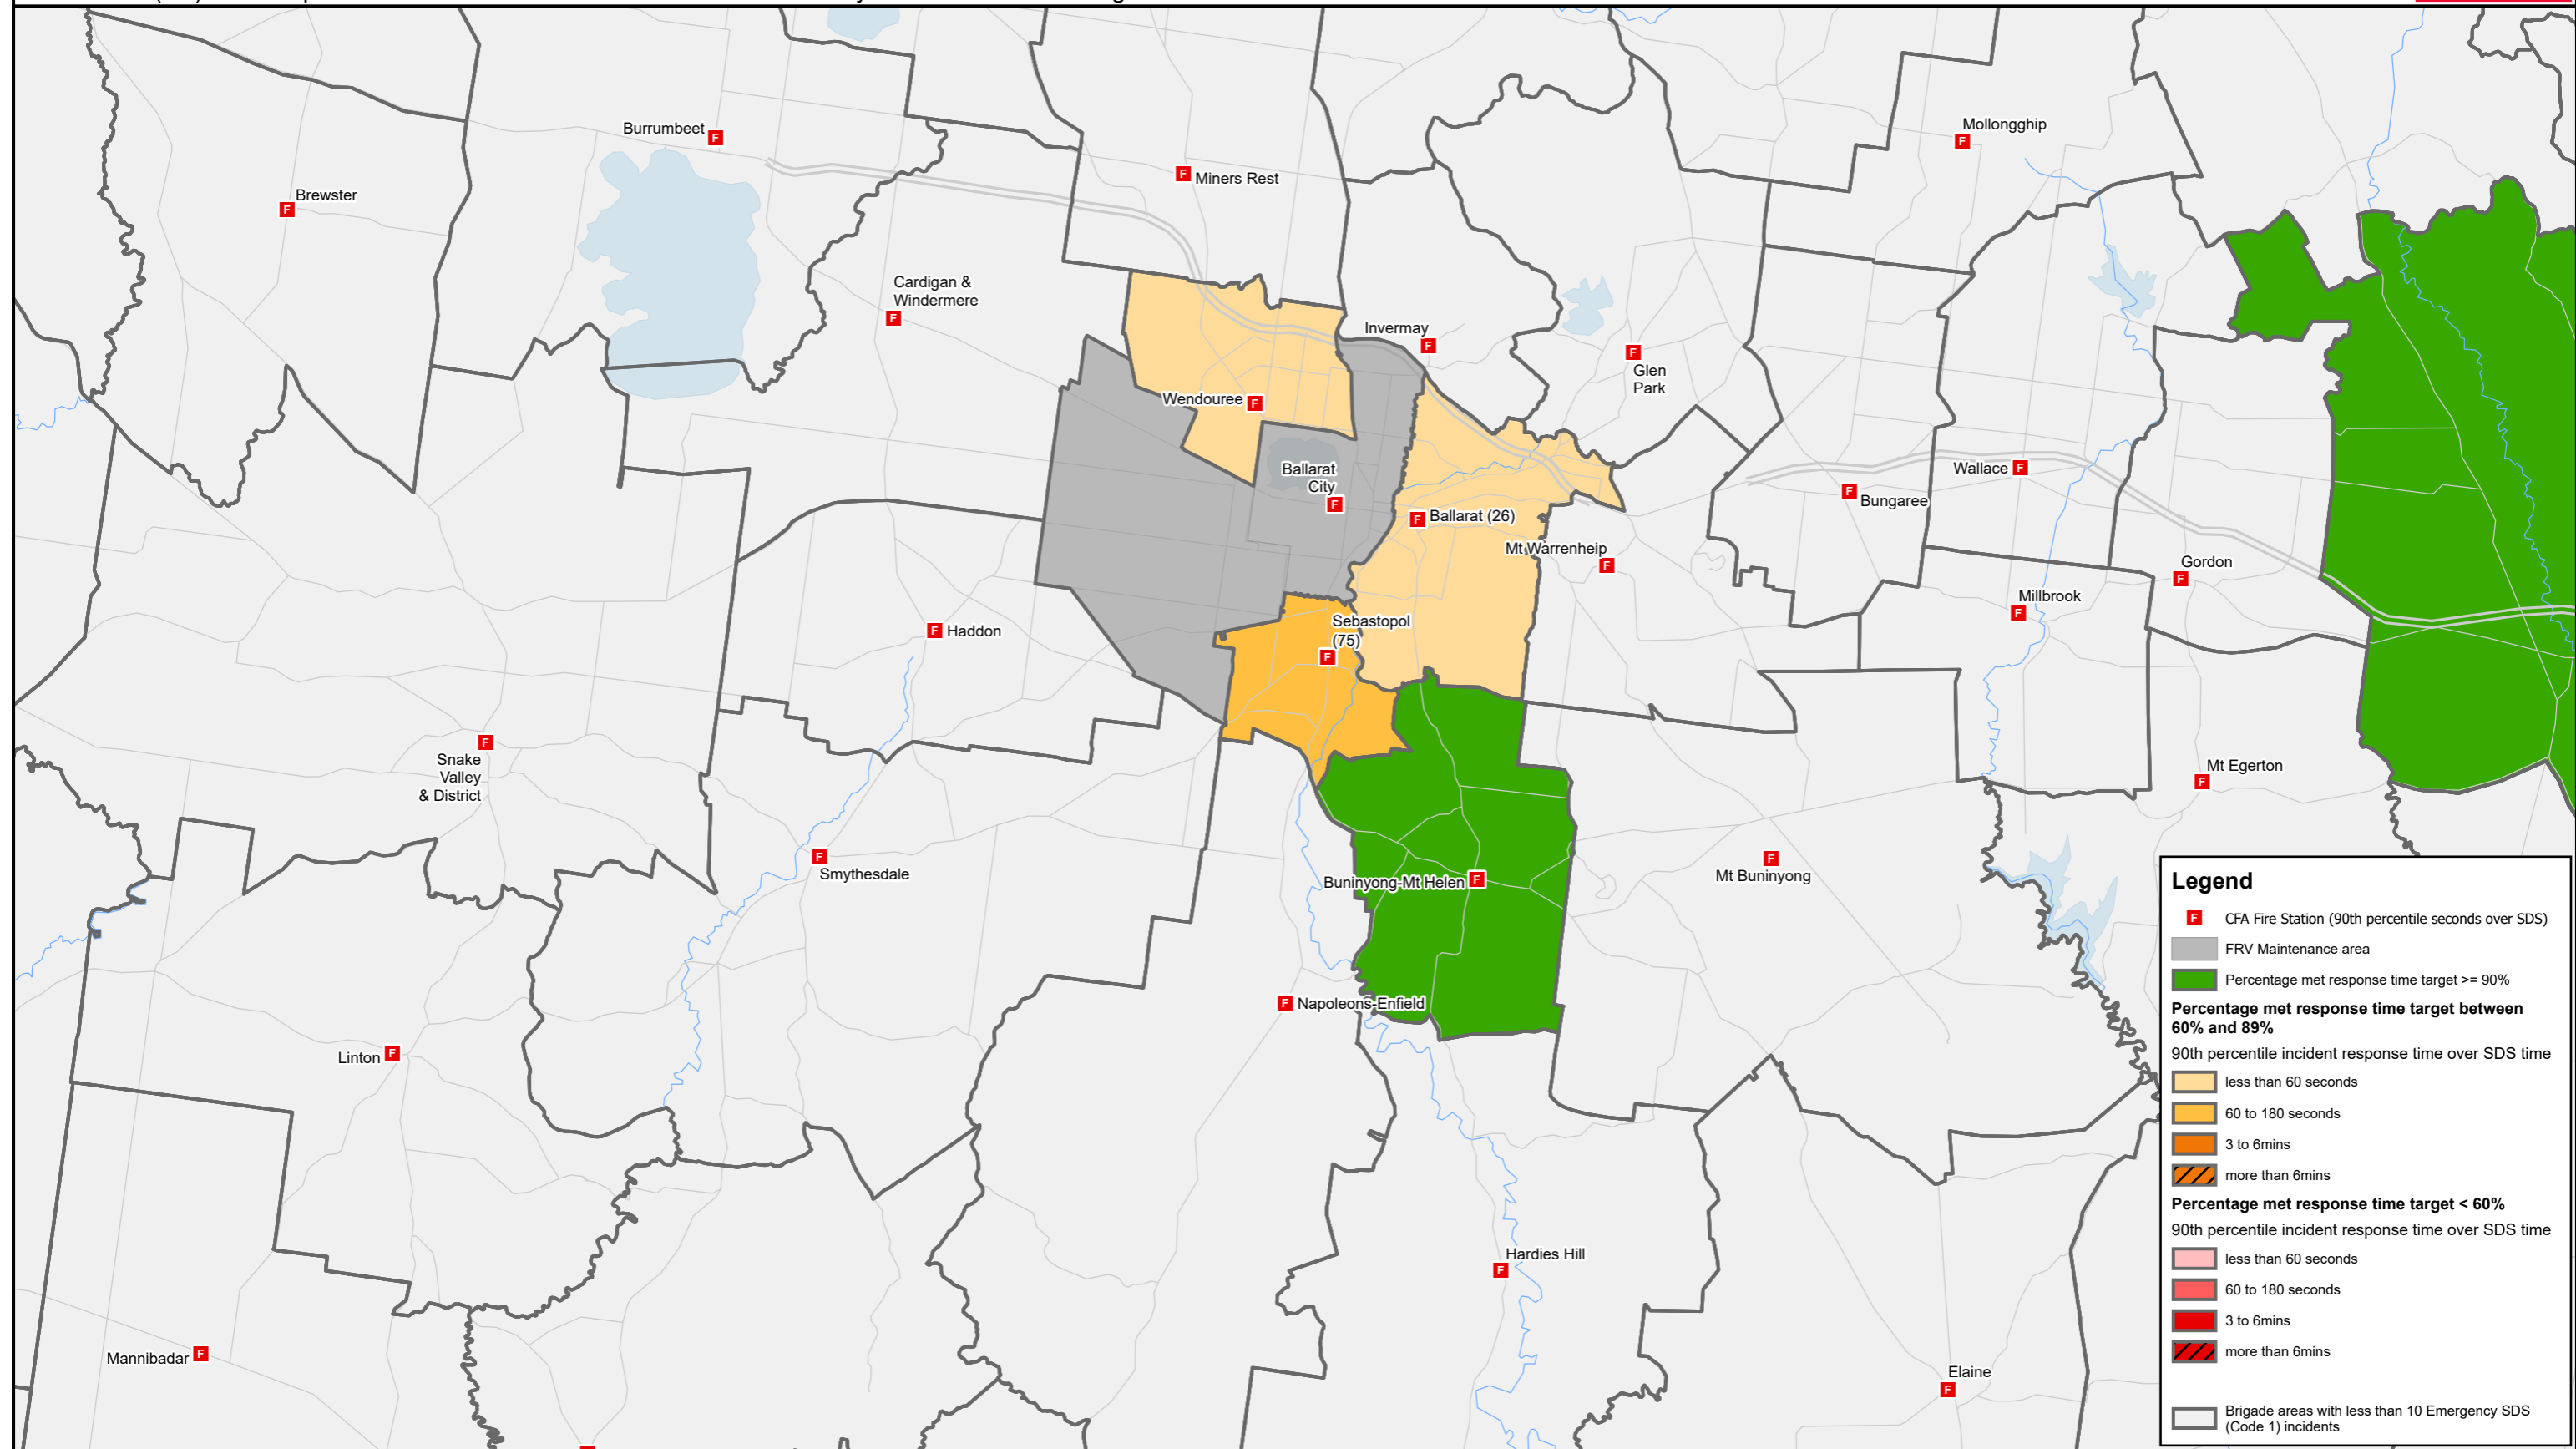 Burrumbeet
Mollongghip
Miners Rest
Brewster
Cardigan &
Windermere
Invermay
Glen
Park
Wendouree
Ballarat
City
Wallace
Bungaree
Ballarat (26)
Mt Warrenheip
Gordon
Millbrook
Sebastopol
(75)
Haddon
Snake
Valley
& District
Mt Egerton
Smythesdale
Mt Buninyong
Buninyong-Mt Helen
Napoleons-Enfield
Linton
Hardies Hill
Mannibadar
Elaine
Legend
F CFA Fire Station (90th percentile seconds over SDS)
FRV Maintenance area
Percentage met response time target >= 90%
Percentage met response time target between
60% and 89%
90th percentile incident response time over SDS time
less than 60 seconds
60 to 180 seconds
3 to 6mins
more than 6mins
Percentage met response time target < 60%
90th percentile incident response time over SDS time
less than 60 seconds
60 to 180 seconds
3 to 6mins
more than 6mins
Brigade areas with less than 10 Emergency SDS
(Code 1) incidents